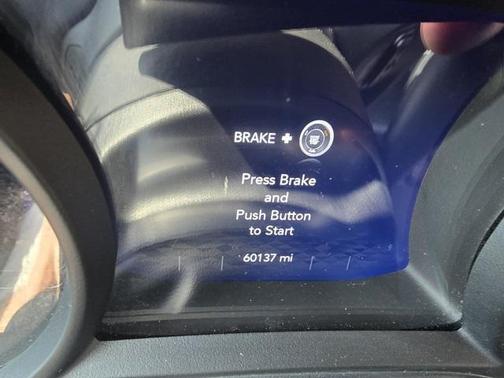 BRAKE +
Press Brake
and
Push Button
to Start
60137 mi